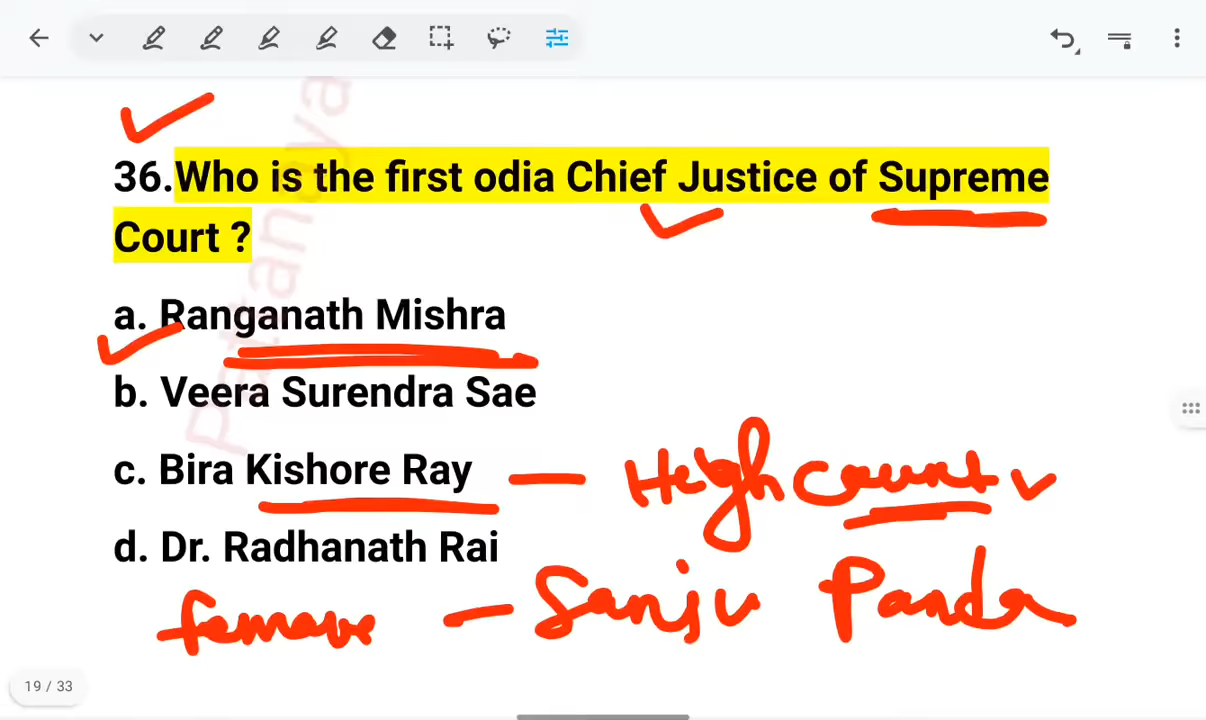 36.Who is the first odia Chief Justice of Supreme
Court ?
a. Ranganath Mishra
b. Veera Surendra Sae
c. Bira Kishore Ray — High Court
d. Dr. Radhanath Rai
female — Sanju Panda
19 / 33